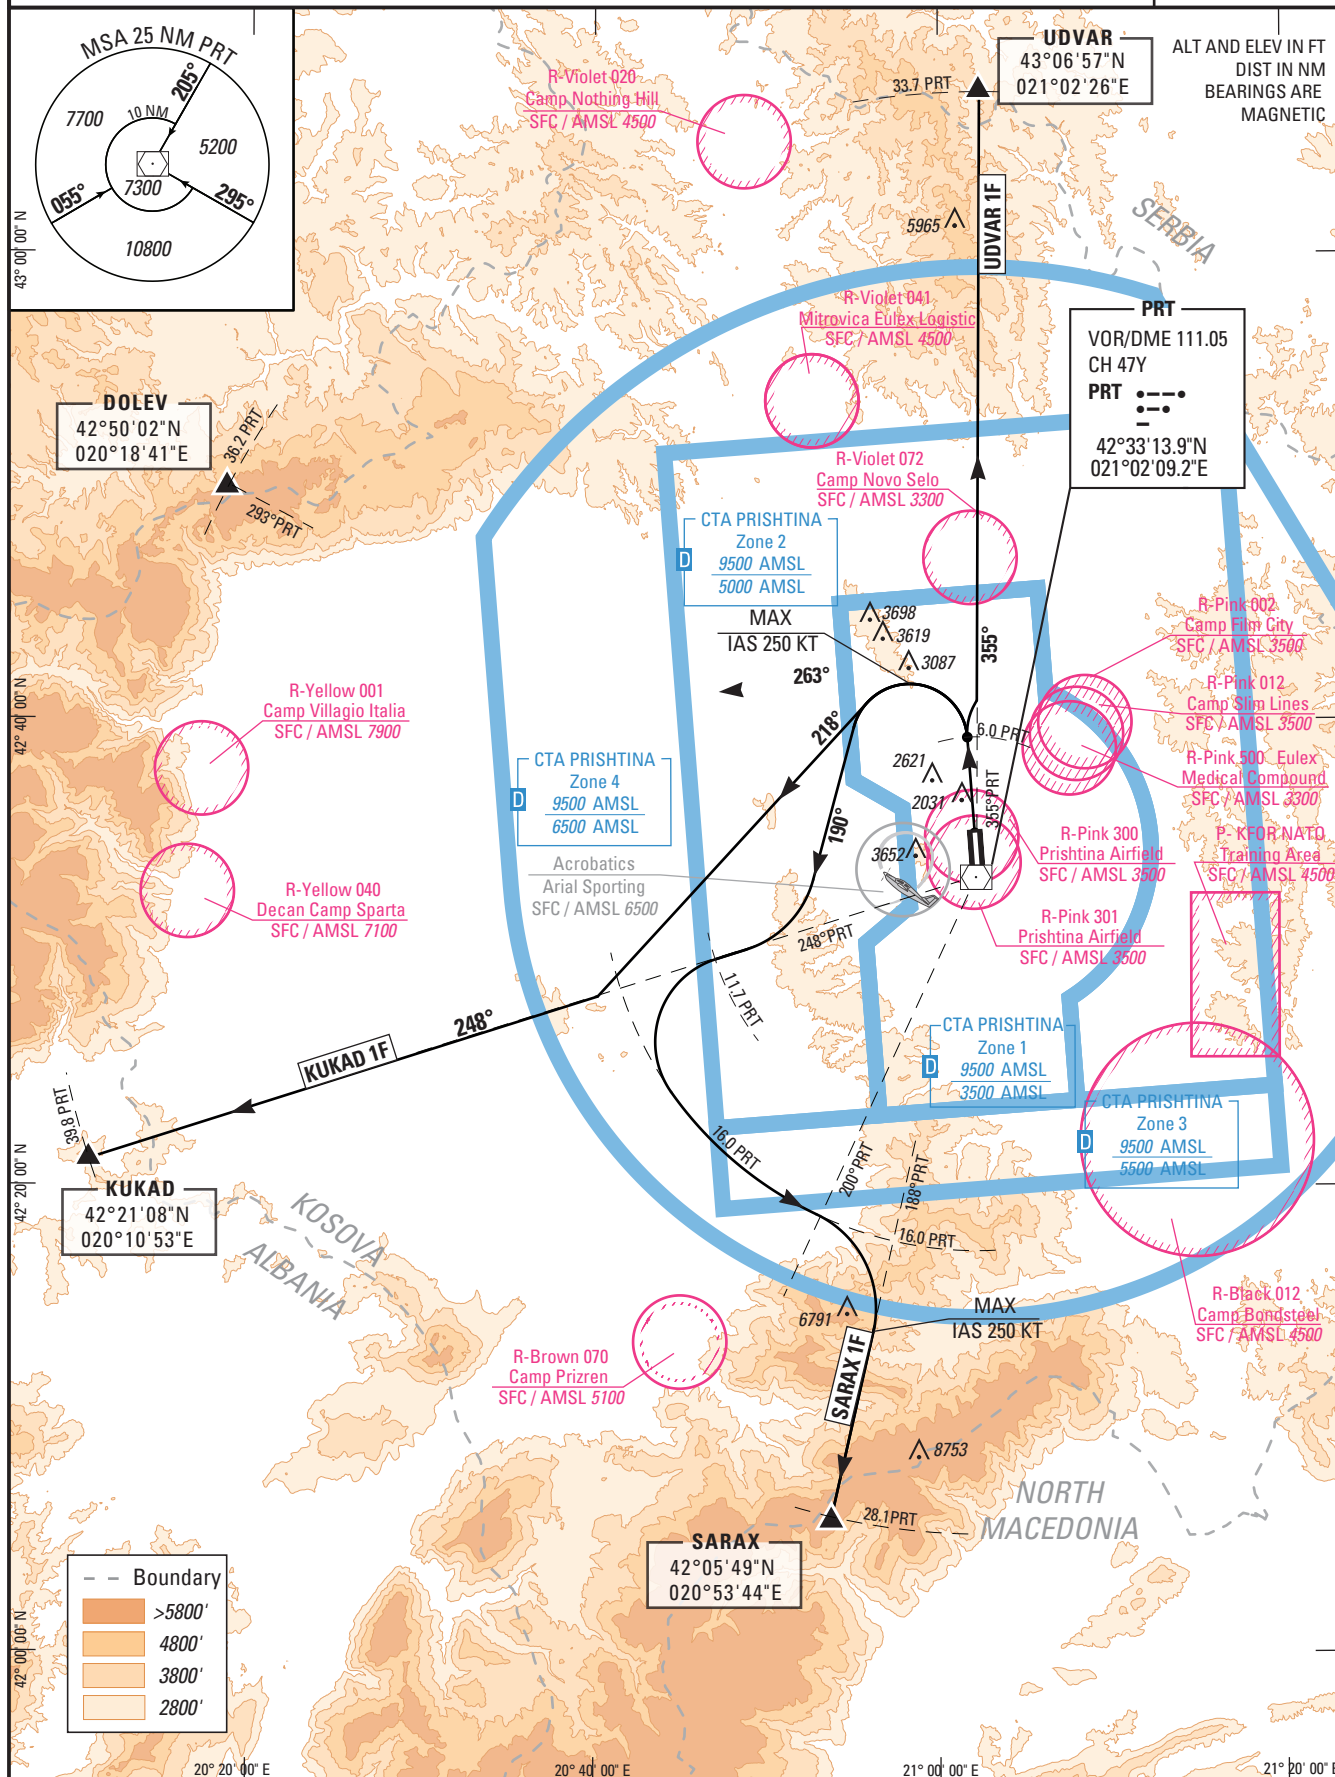 MSA 25 NM PRT
205°
7700
10 NM
5200
7300
055°
295°
10800
UDVAR
43°06'57"N
021°02'26"E
ALT AND ELEV IN FT
DIST IN NM
BEARINGS ARE
MAGNETIC
R-Violet 020
Camp Nothing Hill
SFC / AMSL 4500
33.7 PRT
5965
UDVAR 1F
SERBIA
43° 00' 00" N
R-Violet 041
Mitrovica Eulex Logistic
SFC / AMSL 4500
PRT
VOR/DME 111.05
CH 47Y
PRT
42°33'13.9"N
021°02'09.2"E
DOLEV
42°50'02"N
020°18'41"E
36.2 PRT
293°PRT
R-Violet 072
Camp Novo Selo
SFC / AMSL 3300
CTA PRISHTINA
Zone 2
D
9500 AMSL
5000 AMSL
MAX
IAS 250 KT
3698
3619
3087
355°
263°
R-Pink 002
Camp Film City
SFC / AMSL 3500
R-Pink 012
Camp Slim Lines
SFC / AMSL 3500
R-Pink 500 Eulex
Medical Compound
SFC / AMSL 3300
R-Yellow 001
Camp Villagio Italia
SFC / AMSL 7900
42° 40' 00" N
218°
6.0 PRT
2621
2031
355°PRT
CTA PRISHTINA
Zone 4
D
9500 AMSL
6500 AMSL
190°
3652
Acrobatics
Arial Sporting
SFC / AMSL 6500
R-Pink 300
Prishtina Airfield
SFC / AMSL 3500
P- KFOR NATO
Training Area
SFC / AMSL 4500
R-Yellow 040
Decan Camp Sparta
SFC / AMSL 7100
R-Pink 301
Prishtina Airfield
SFC / AMSL 3500
248°PRT
11.7 PRT
248°
KUKAD 1F
CTA PRISHTINA
Zone 1
D
9500 AMSL
3500 AMSL
39.8 PRT
CTA PRISHTINA
Zone 3
D
9500 AMSL
5500 AMSL
16.0 PRT
200°PRT
188°PRT
42° 20' 00" N
KUKAD
42°21'08"N
020°10'53"E
KOSOVA
ALBANIA
16.0 PRT
6791
MAX
IAS 250 KT
R-Black 012
Camp Bondsteel
SFC / AMSL 4500
R-Brown 070
Camp Prizren
SFC / AMSL 5100
SARAX 1F
8753
NORTH
MACEDONIA
28.1PRT
SARAX
42°05'49"N
020°53'44"E
Boundary
>5800'
4800'
3800'
2800'
42° 00' 00" N
20° 20' 00" E
20° 40' 00" E
21° 00' 00" E
21° 20' 00" E